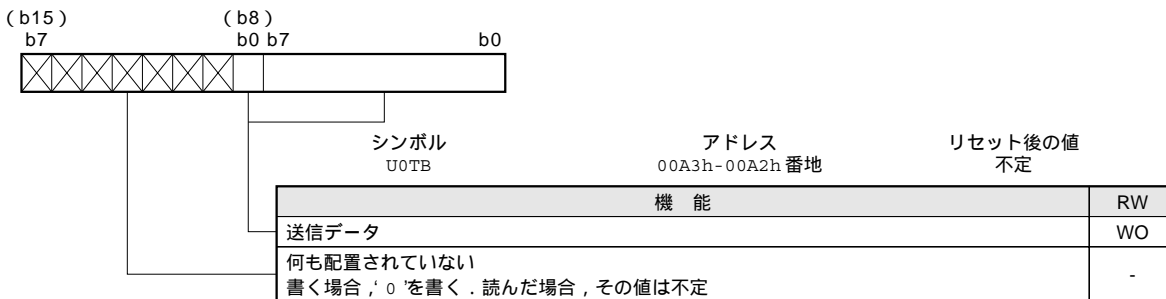 (b15) (b8)
b7 b0 b7 b0
シンボル アドレス リセット後の値
U0TB 00A3h-00A2h番地 不定
機 能 RW
送信データ WO
何も配置されていない
書く場合,‘0’を書く.読んだ場合,その値は不定 -